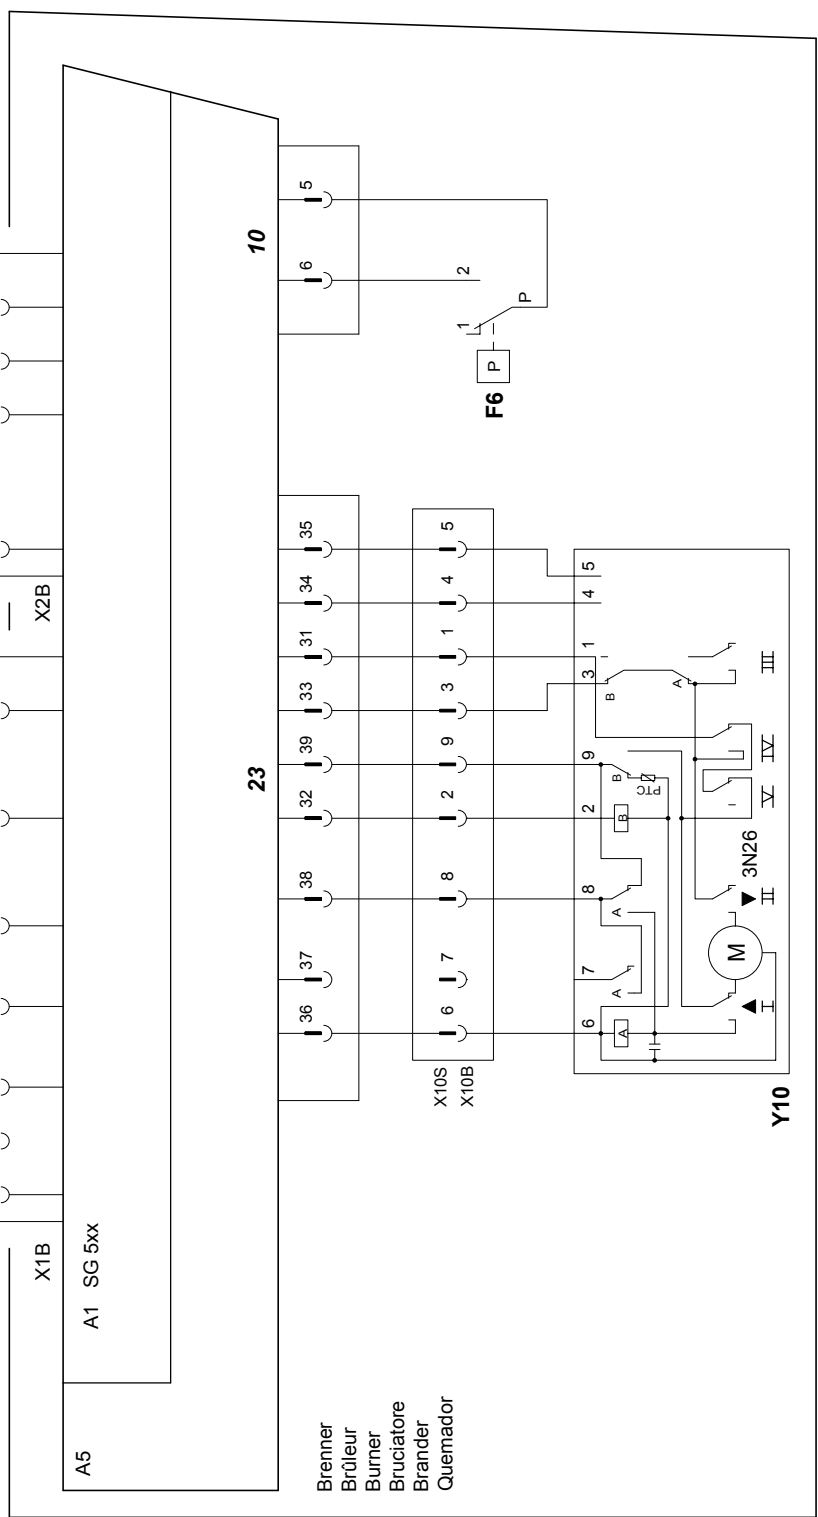 X1B
X2B
A5
A1 SG 5xx
23
10
36
37
38
32
39
33
31
34
35
6
5
Brenner
Brûleur
Burner
Bruciatore
Brander
Quemador
X10S
X10B
6
7
8
2
9
3
1
4
5
1
2
P
P
F6
6
7
8
2
9
3
1
4
5
A
A
A
B
B
PTC
B
A
M
3N26
I
II
V
IV
III
Y10